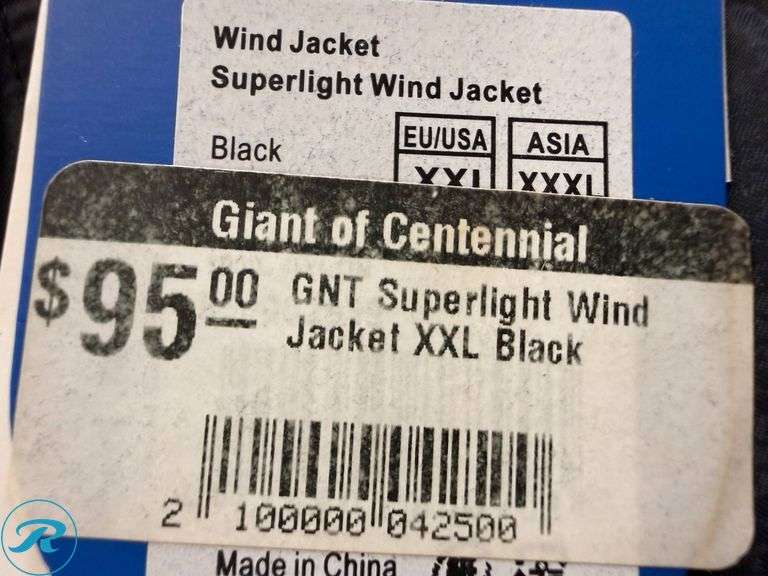 Wind Jacket
Superlight Wind Jacket
Black
EU/USA ASIA
XXL XXXL
Giant of Centennial
$95.00 GNT Superlight Wind
Jacket XXL Black
2 100000 042500
Made in China
R